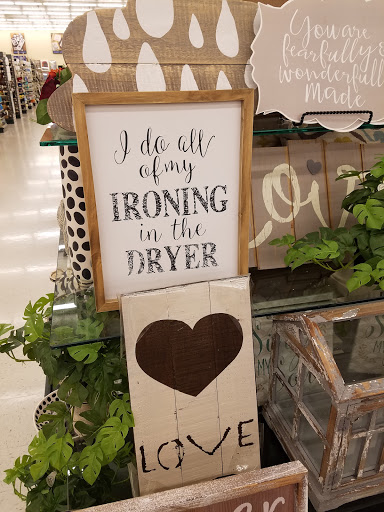 You are
fearfully &
wonderfully
Made
I do all
of my
IRONING
in the
DRYER
LOVE